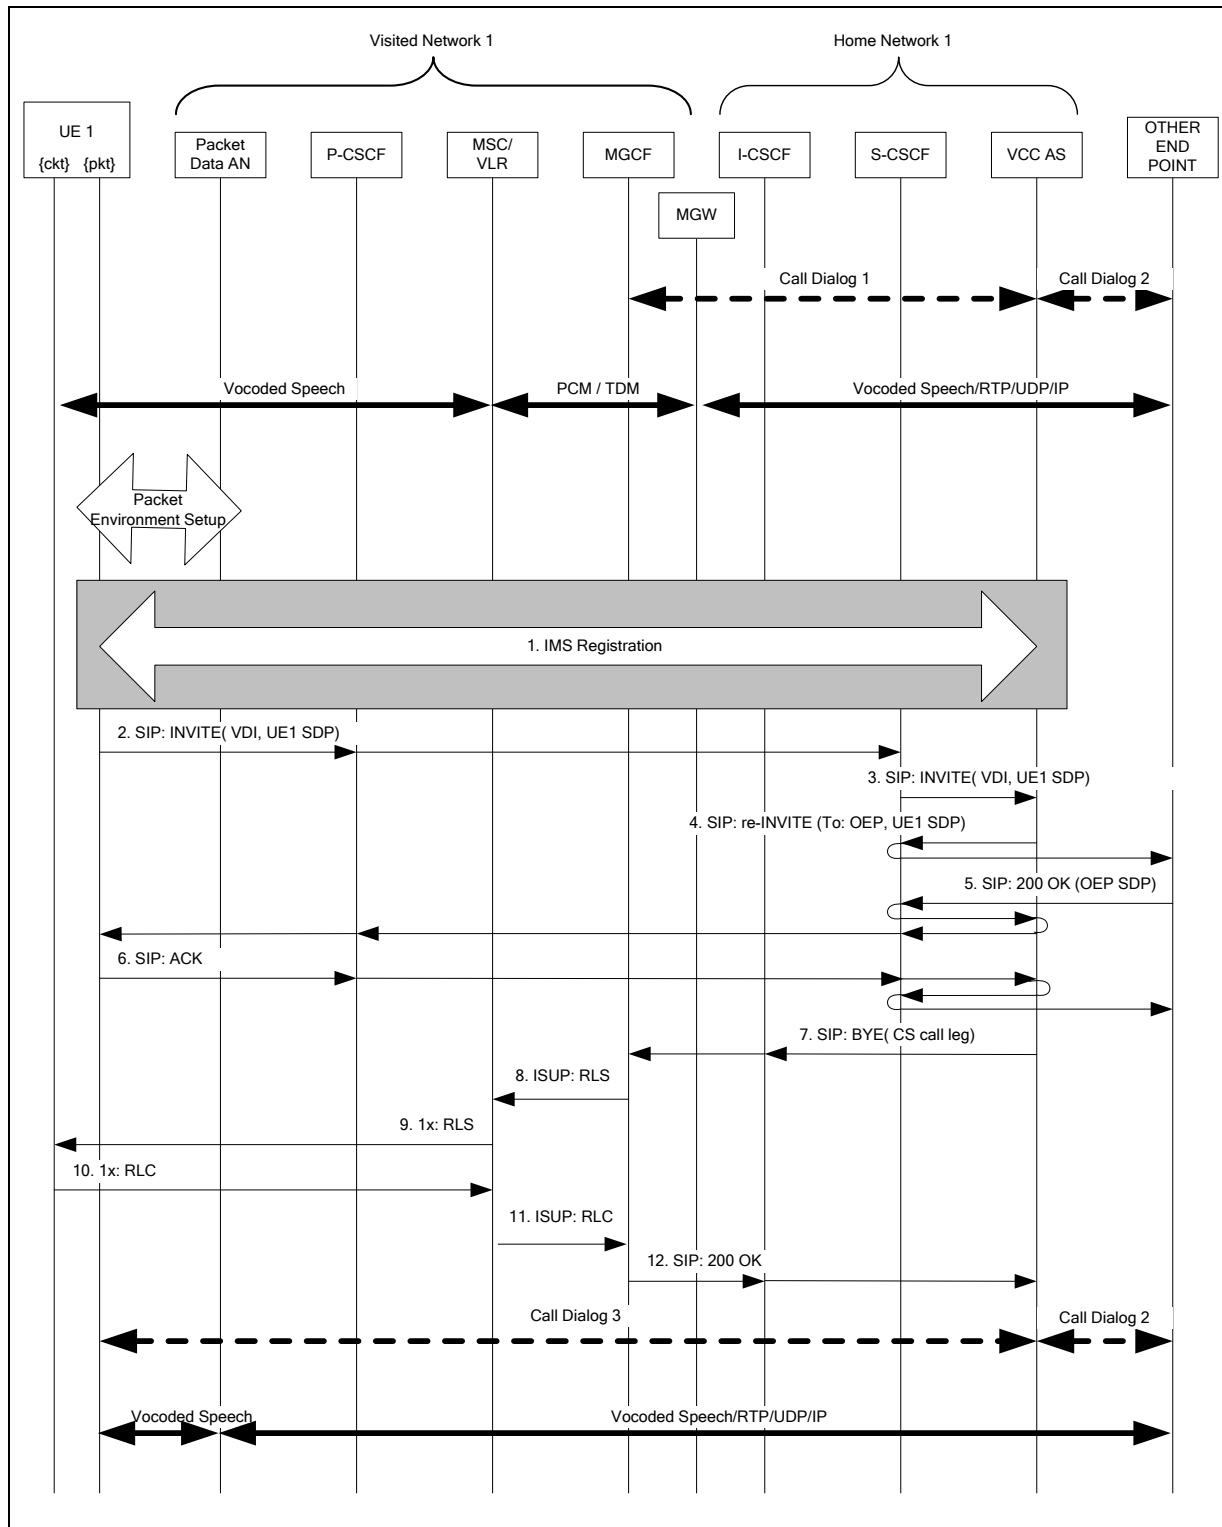 Visited Network 1
Home Network 1
UE 1
{ckt} {pkt}
Packet
Data AN
P-CSCF
MSC/
VLR
MGCF
I-CSCF
S-CSCF
VCC AS
OTHER
END
POINT
MGW
Call Dialog 1
Call Dialog 2
Vocoded Speech
PCM / TDM
Vocoded Speech/RTP/UDP/IP
Packet
Environment Setup
1. IMS Registration
2. SIP: INVITE( VDI, UE1 SDP)
3. SIP: INVITE( VDI, UE1 SDP)
4. SIP: re-INVITE (To: OEP, UE1 SDP)
5. SIP: 200 OK (OEP SDP)
6. SIP: ACK
7. SIP: BYE( CS call leg)
8. ISUP: RLS
9. 1x: RLS
10. 1x: RLC
11. ISUP: RLC
12. SIP: 200 OK
Call Dialog 3
Call Dialog 2
Vocoded Speech
Vocoded Speech/RTP/UDP/IP